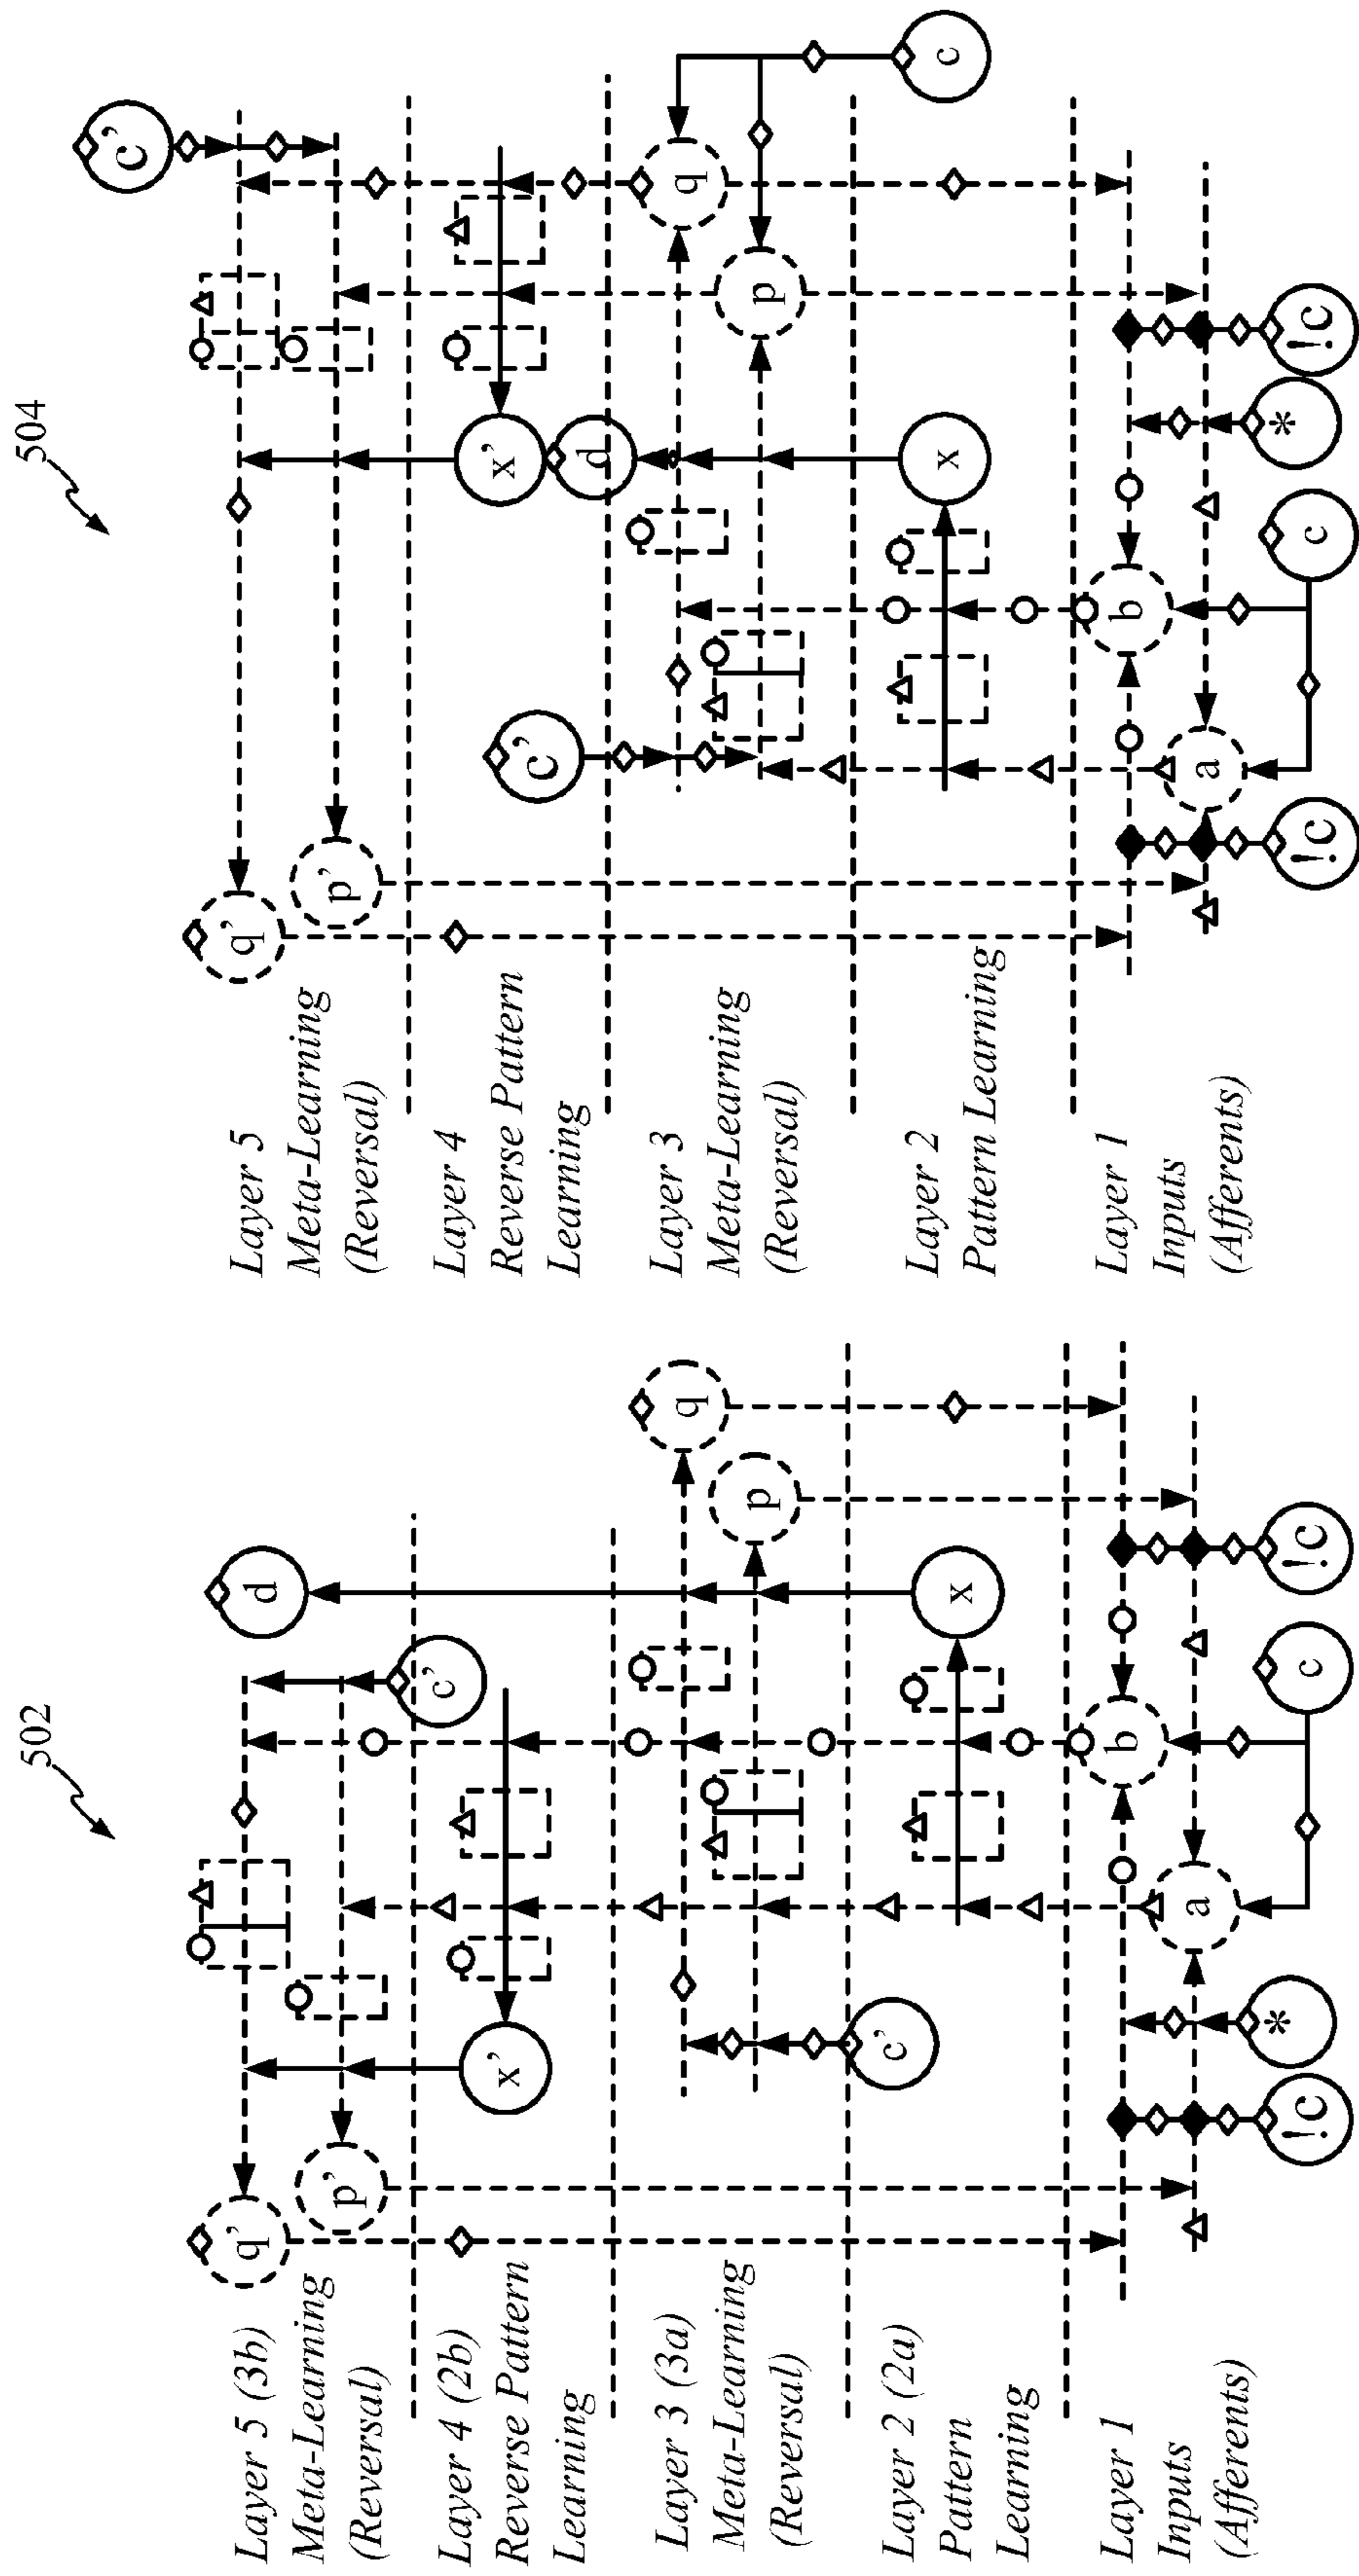 502
Layer 5 (3b)
Meta-Learning
(Reversal)
q'
p'
d
Layer 4 (2b)
Reverse Pattern
Learning
x'
c'
Layer 3 (3a)
Meta-Learning
(Reversal)
q
p
Layer 2 (2a)
Pattern
Learning
c'
x
Layer 1
Inputs
(Afferents)
b
a
!c
*
c
!c
504
Layer 5
Meta-Learning
(Reversal)
q'
p'
c'
Layer 4
Reverse Pattern
Learning
x'
d
c'
Layer 3
Meta-Learning
(Reversal)
q
p
Layer 2
Pattern Learning
x
c
Layer 1
Inputs
(Afferents)
b
a
!c
c
*
!c